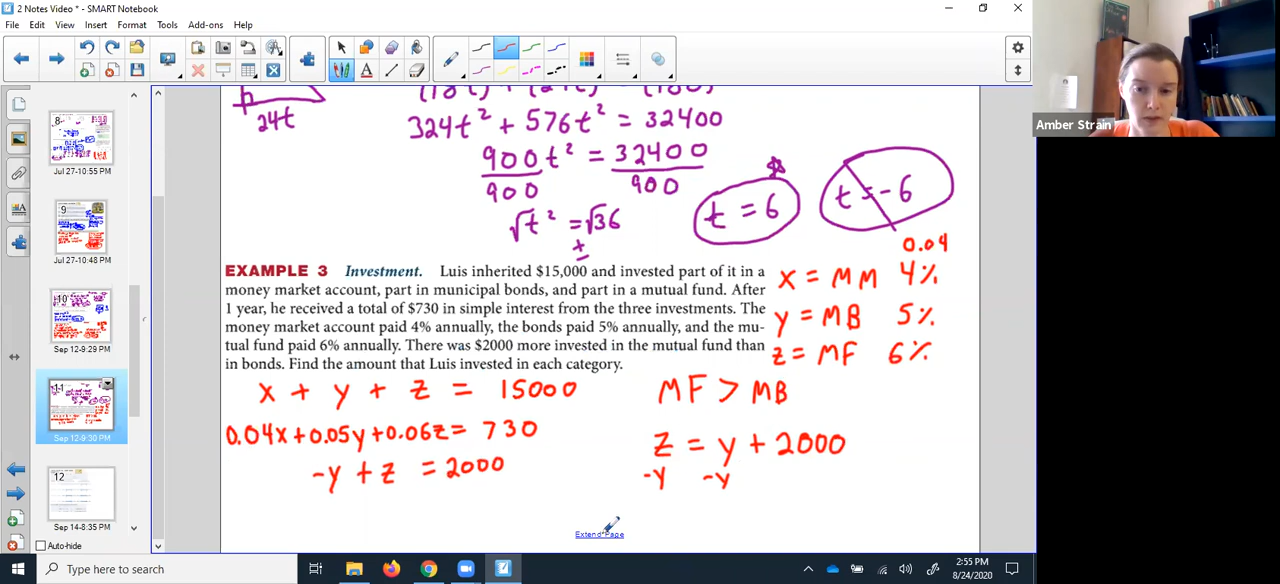 2 Notes Video * - SMART Notebook
File Edit View Insert Format Tools Add-ons Help
Amber Strain
8
Jul 27-10:55 PM
9
Jul 27-10:48 PM
10
Sep 12-9:29 PM
11
Sep 12-9:30 PM
12
Sep 14-8:35 PM
Auto-hide
24t
324t² + 576t² = 32400
900t² = 32400
900 900
√t² = √36
±
t = 6
t = -6
EXAMPLE 3 Investment. Luis inherited $15,000 and invested part of it in a
money market account, part in municipal bonds, and part in a mutual fund. After
1 year, he received a total of $730 in simple interest from the three investments. The
money market account paid 4% annually, the bonds paid 5% annually, and the mu-
tual fund paid 6% annually. There was $2000 more invested in the mutual fund than
in bonds. Find the amount that Luis invested in each category.
0.04
x = MM 4%
y = MB 5%
z = MF 6%
x + y + z = 15000
0.04x+0.05y+0.06z= 730
-y + z = 2000
MF > MB
z = y + 2000
-y -y
Extend Page
Type here to search
2:55 PM
8/24/2020